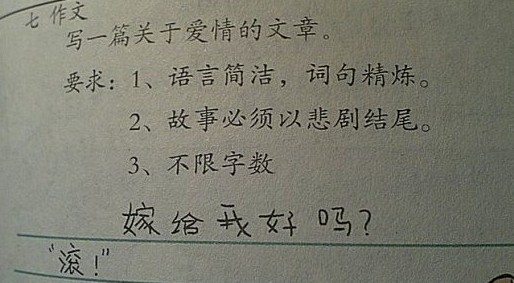 七 作文
写一篇关于爱情的文章。
要求：1、语言简洁，词句精炼。
2、故事必须以悲剧结尾。
3、不限字数
嫁给我好吗？
“滚！”